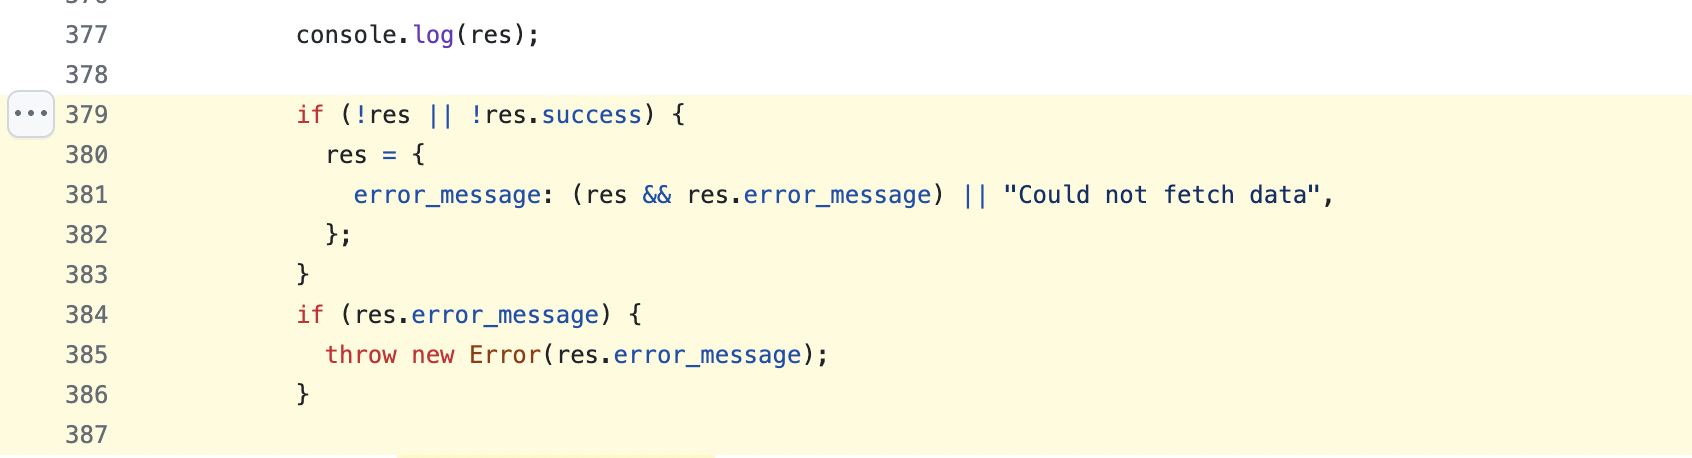 377 console.log(res);
378
379 if (!res || !res.success) {
380 res = {
381 error_message: (res && res.error_message) || "Could not fetch data",
382 };
383 }
384 if (res.error_message) {
385 throw new Error(res.error_message);
386 }
387